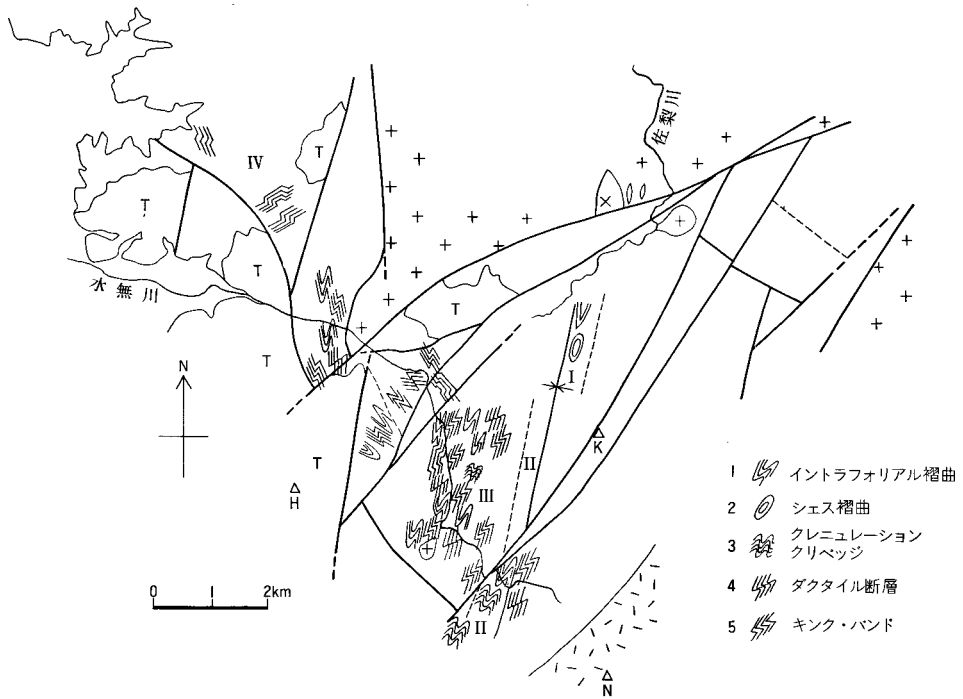 佐梨川
IV
T
T
T
水無川
T
T
N
I
K
II
T
H
III
II
N
0 1 2km
1 イントラフォリアル褶曲
2 シェス褶曲
3 クレニュレーション
クリベッジ
4 ダクタイル断層
5 キンク・バンド